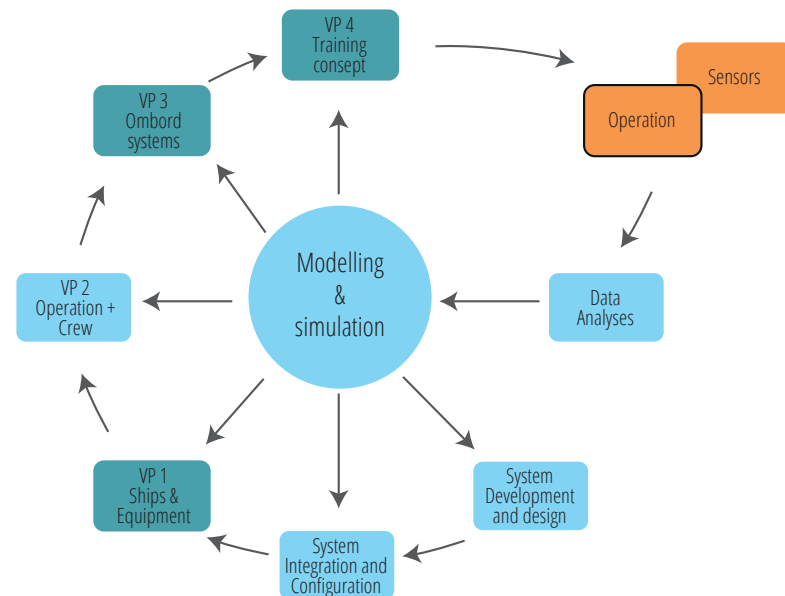 VP 4
Training
consept
Sensors
Operation
VP 3
Ombord
systems
Modelling
&
simulation
VP 2
Operation +
Crew
Data
Analyses
VP 1
Ships &
Equipment
System
Development
and design
System
Integration and
Configuration